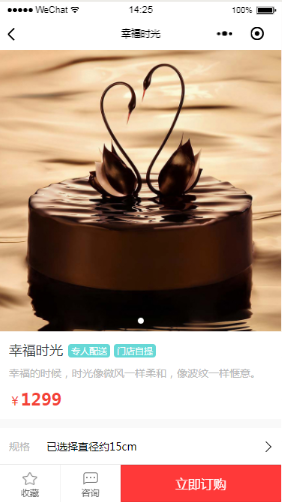 WeChat 14:25 100%
幸福时光
幸福时光 专人配送 门店自提
幸福的时候，时光像微风一样柔和，像波纹一样惬意。
¥1299
规格 已选择直径约15cm
收藏 咨询 立即订购